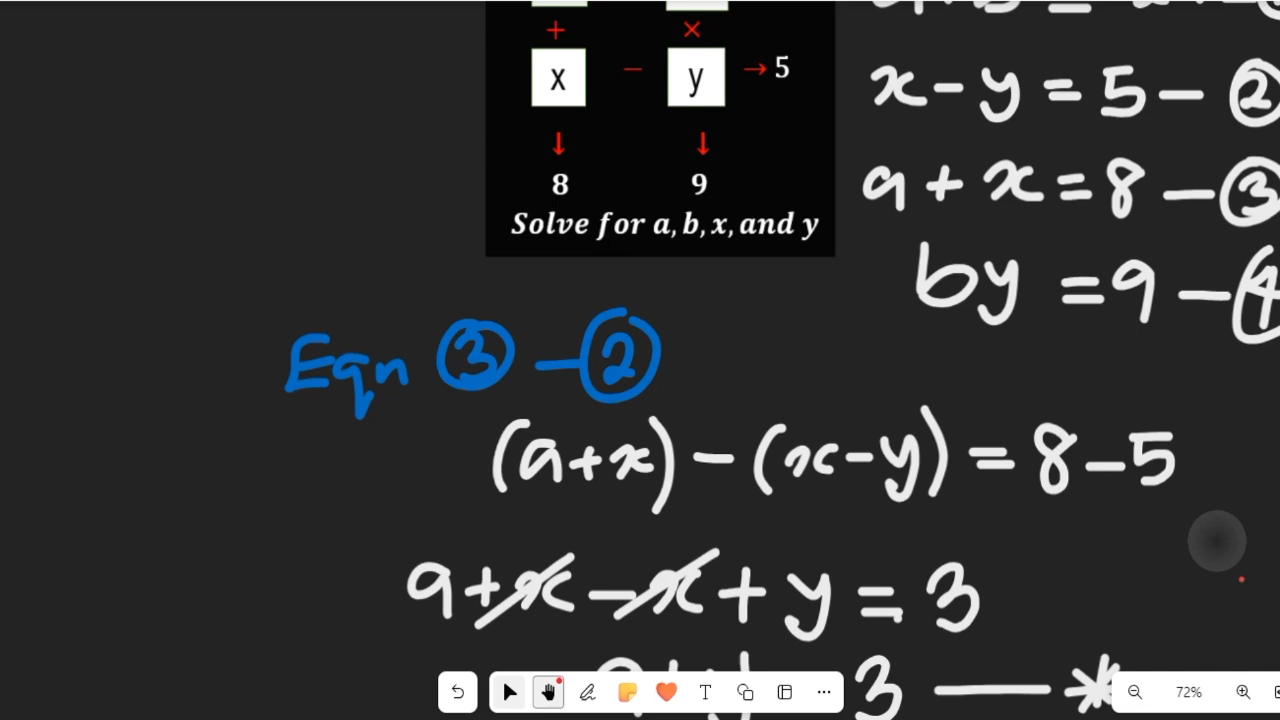 + ×
x − y → 5
↓ ↓
8 9
Solve for a, b, x, and y
x - y = 5 - ②
a + x = 8 - ③
by = 9 - ④
Eqn ③ - ②
(a+x) - (x-y) = 8-5
a+x - x + y = 3
3 — *
T
72%